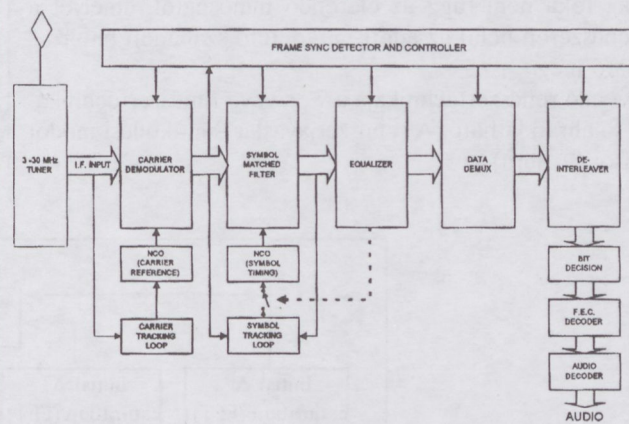 FRAME SYNC DETECTOR AND CONTROLLER
3 -30 MHz
TUNER
I.F. INPUT
CARRIER
DEMODULATOR
SYMBOL
MATCHED
FILTER
EQUALIZER
DATA
DEMUX
DE-
INTERLEAVER
NCO
(CARRIER
REFERENCE)
NCO
(SYMBOL
TIMING)
BIT
DECISION
CARRIER
TRACKING
LOOP
SYMBOL
TRACKING
LOOP
F.E.C.
DECODER
AUDIO
DECODER
AUDIO